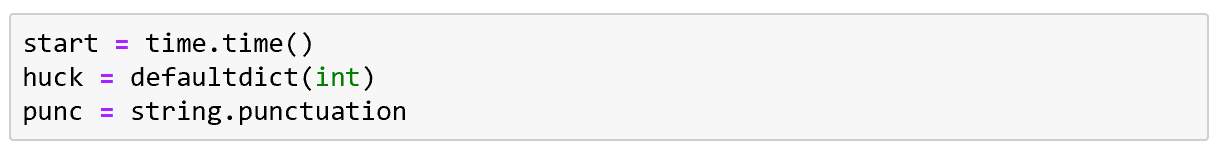 start = time.time()
huck = defaultdict(int)
punc = string.punctuation